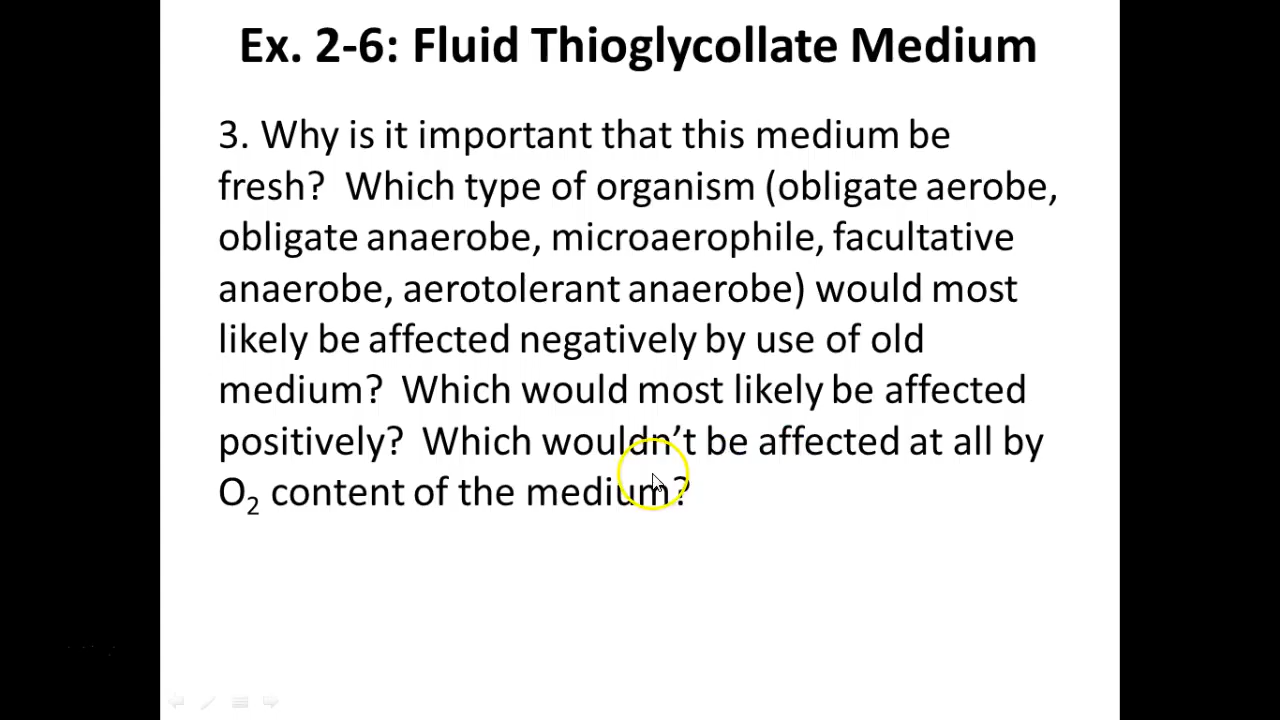 Ex. 2-6: Fluid Thioglycollate Medium
3. Why is it important that this medium be
fresh?  Which type of organism (obligate aerobe,
obligate anaerobe, microaerophile, facultative
anaerobe, aerotolerant anaerobe) would most
likely be affected negatively by use of old
medium?  Which would most likely be affected
positively?  Which wouldn’t be affected at all by
O₂ content of the medium?